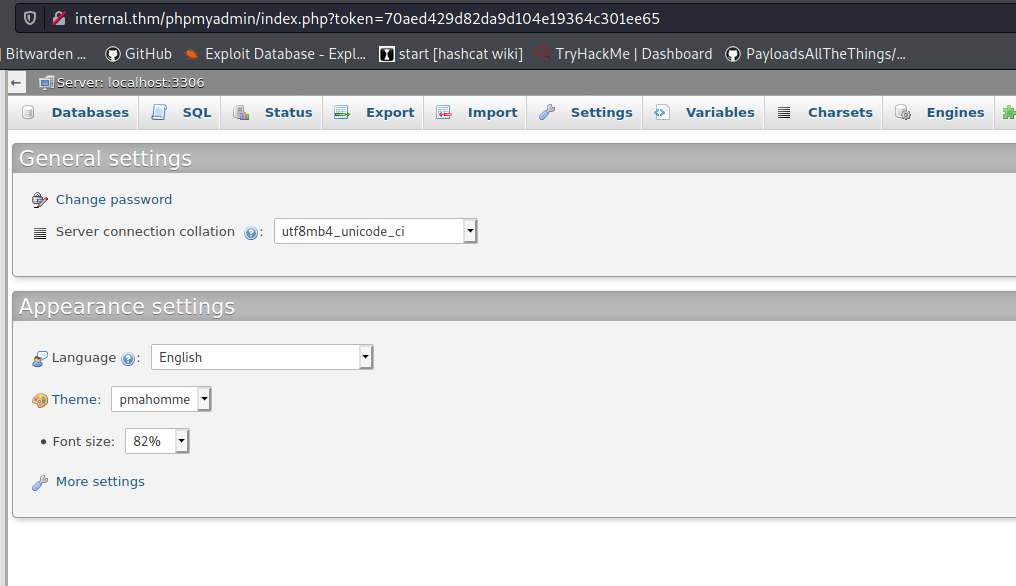 internal.thm/phpmyadmin/index.php?token=70aed429d82da9d104e19364c301ee65
Bitwarden ... GitHub Exploit Database - Expl... start [hashcat wiki] TryHackMe | Dashboard PayloadsAllTheThings/...
Server: localhost:3306
Databases SQL Status Export Import Settings Variables Charsets Engines
General settings
Change password
Server connection collation : utf8mb4_unicode_ci
Appearance settings
Language : English
Theme: pmahomme
• Font size: 82%
More settings